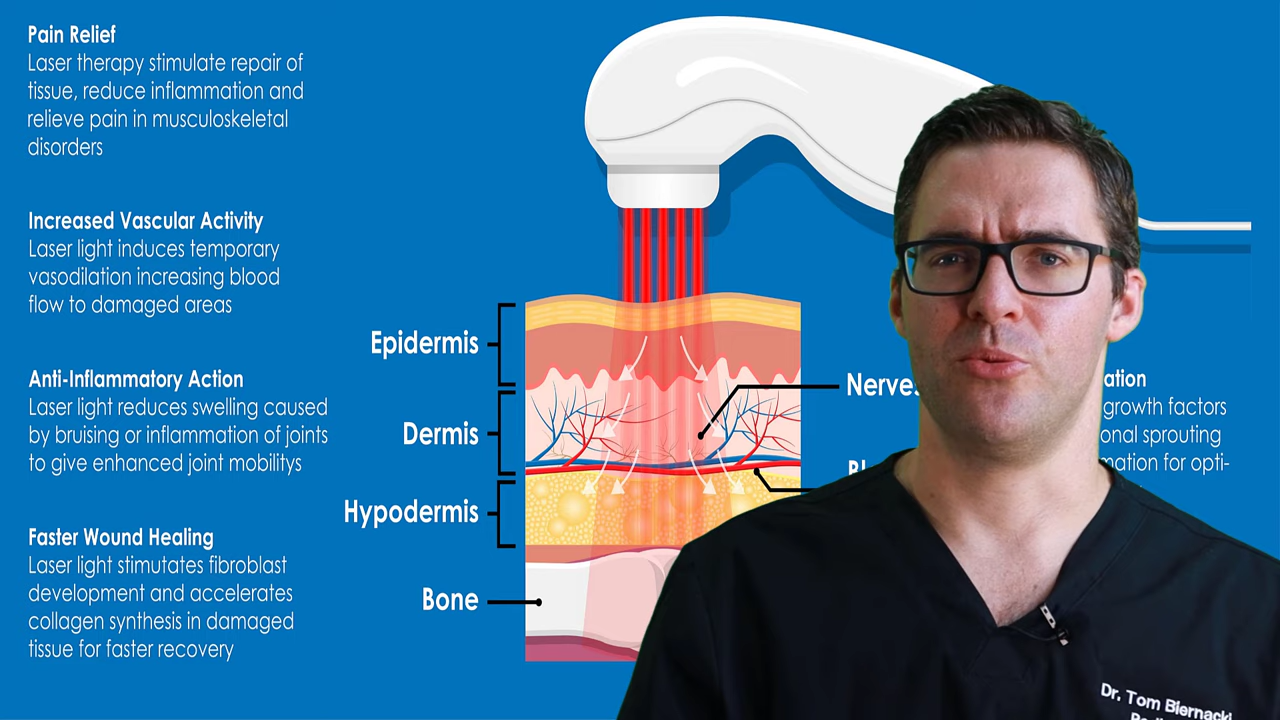 Pain Relief
Laser therapy stimulate repair of
tissue, reduce inflammation and
relieve pain in musculoskeletal
disorders
Increased Vascular Activity
Laser light induces temporary
vasodilation increasing blood
flow to damaged areas
Anti-Inflammatory Action
Laser light reduces swelling caused
by bruising or inflammation of joints
to give enhanced joint mobilitys
Faster Wound Healing
Laser light stimutates fibroblast
development and accelerates
collagen synthesis in damaged
tissue for faster recovery
Epidermis
Dermis
Hypodermis
Bone
Nerves
growth factors
sprouting
for opti-
Dr. Tom Biernacki